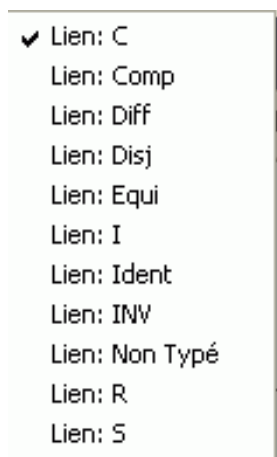 Lien: C
Lien: Comp
Lien: Diff
Lien: Disj
Lien: Equi
Lien: I
Lien: Ident
Lien: INV
Lien: Non Typé
Lien: R
Lien: S